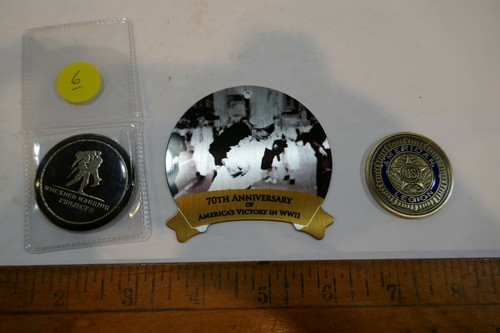 6
WOUNDED WARRIOR
PROJECT®
70TH ANNIVERSARY
OF
AMERICA'S VICTORY IN WWII
AMERICAN
LEGION
1 2 3 4 5 6 7 8